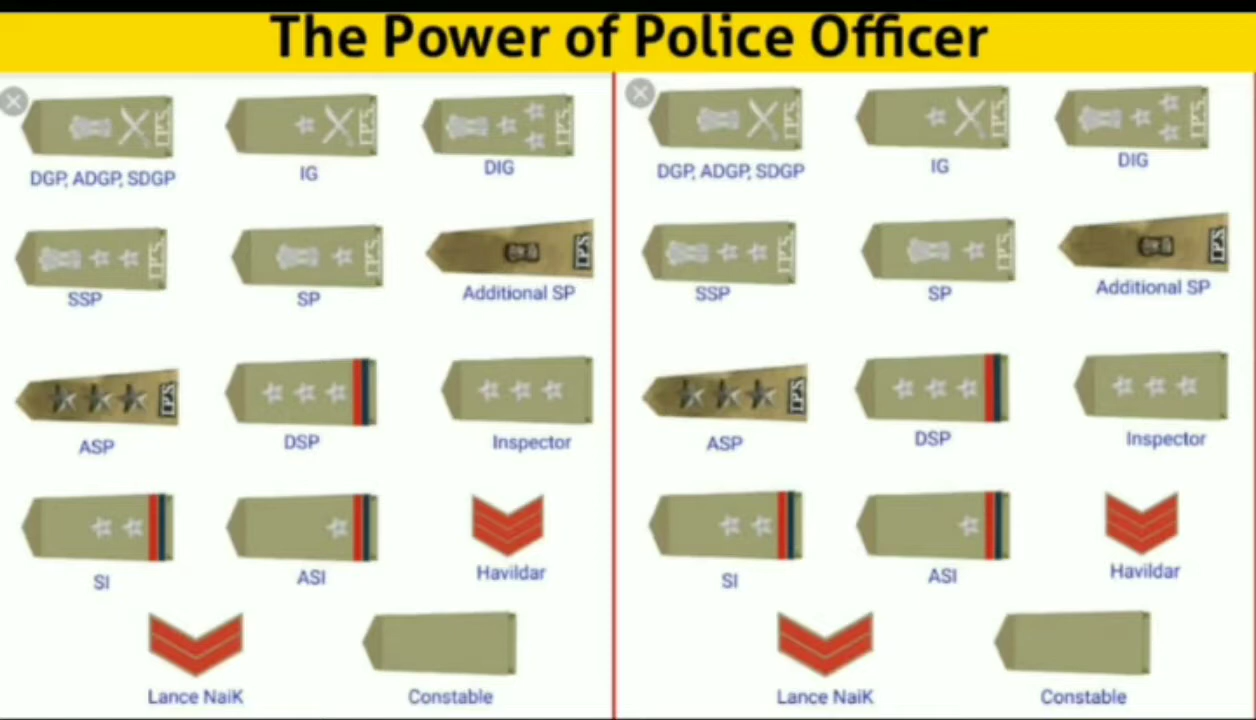 The Power of Police Officer
I.P.S.
I.P.S.
I.P.S.
DGP, ADGP, SDGP
IG
DIG
I.P.S.
I.P.S.
I.P.S.
SSP
SP
Additional SP
I.P.S.
ASP
DSP
Inspector
SI
ASI
Havildar
Lance NaiK
Constable
I.P.S.
I.P.S.
I.P.S.
DGP, ADGP, SDGP
IG
DIG
I.P.S.
I.P.S.
I.P.S.
SSP
SP
Additional SP
I.P.S.
ASP
DSP
Inspector
SI
ASI
Havildar
Lance NaiK
Constable